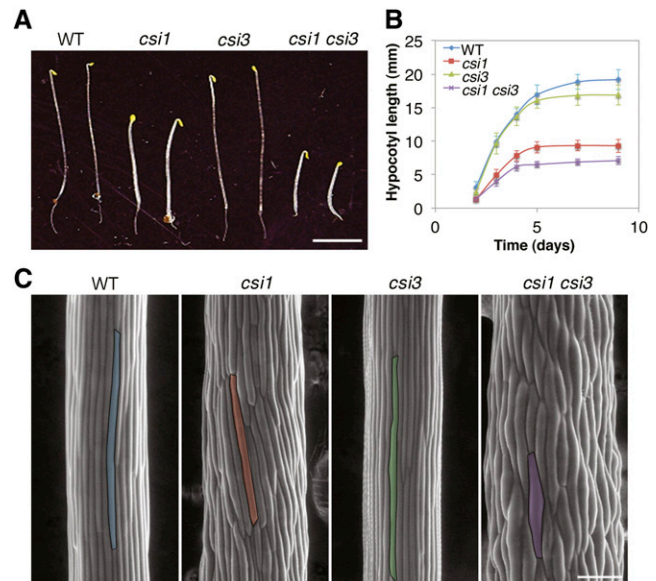 A
WT csi1 csi3 csi1 csi3
B
Hypocotyl length (mm)
25
20
15
10
5
0
WT
csi1
csi3
csi1 csi3
0 5 10
Time (days)
C
WT csi1 csi3 csi1 csi3